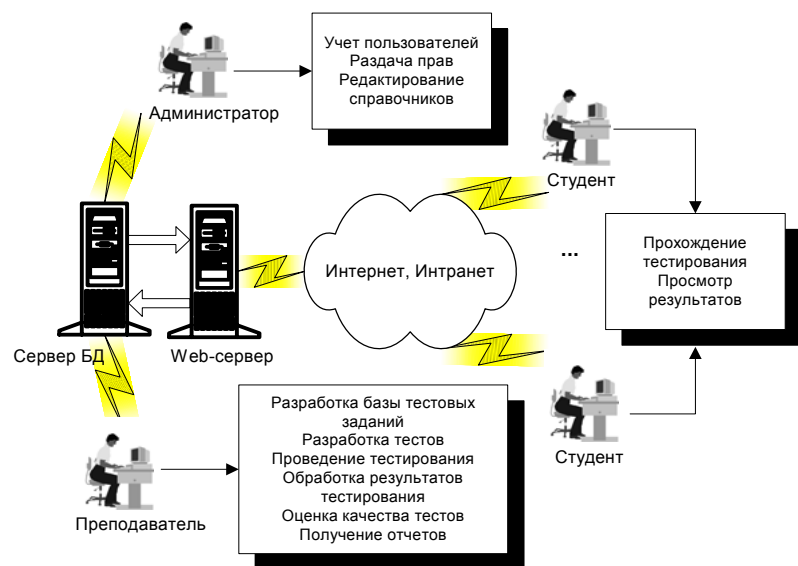 Учет пользователей
Раздача прав
Редактирование
справочников
Администратор
Студент
Интернет, Интранет
...
Прохождение
тестирования
Просмотр
результатов
Сервер БД
Web-сервер
Разработка базы тестовых
заданий
Разработка тестов
Проведение тестирования
Обработка результатов
тестирования
Оценка качества тестов
Получение отчетов
Студент
Преподаватель